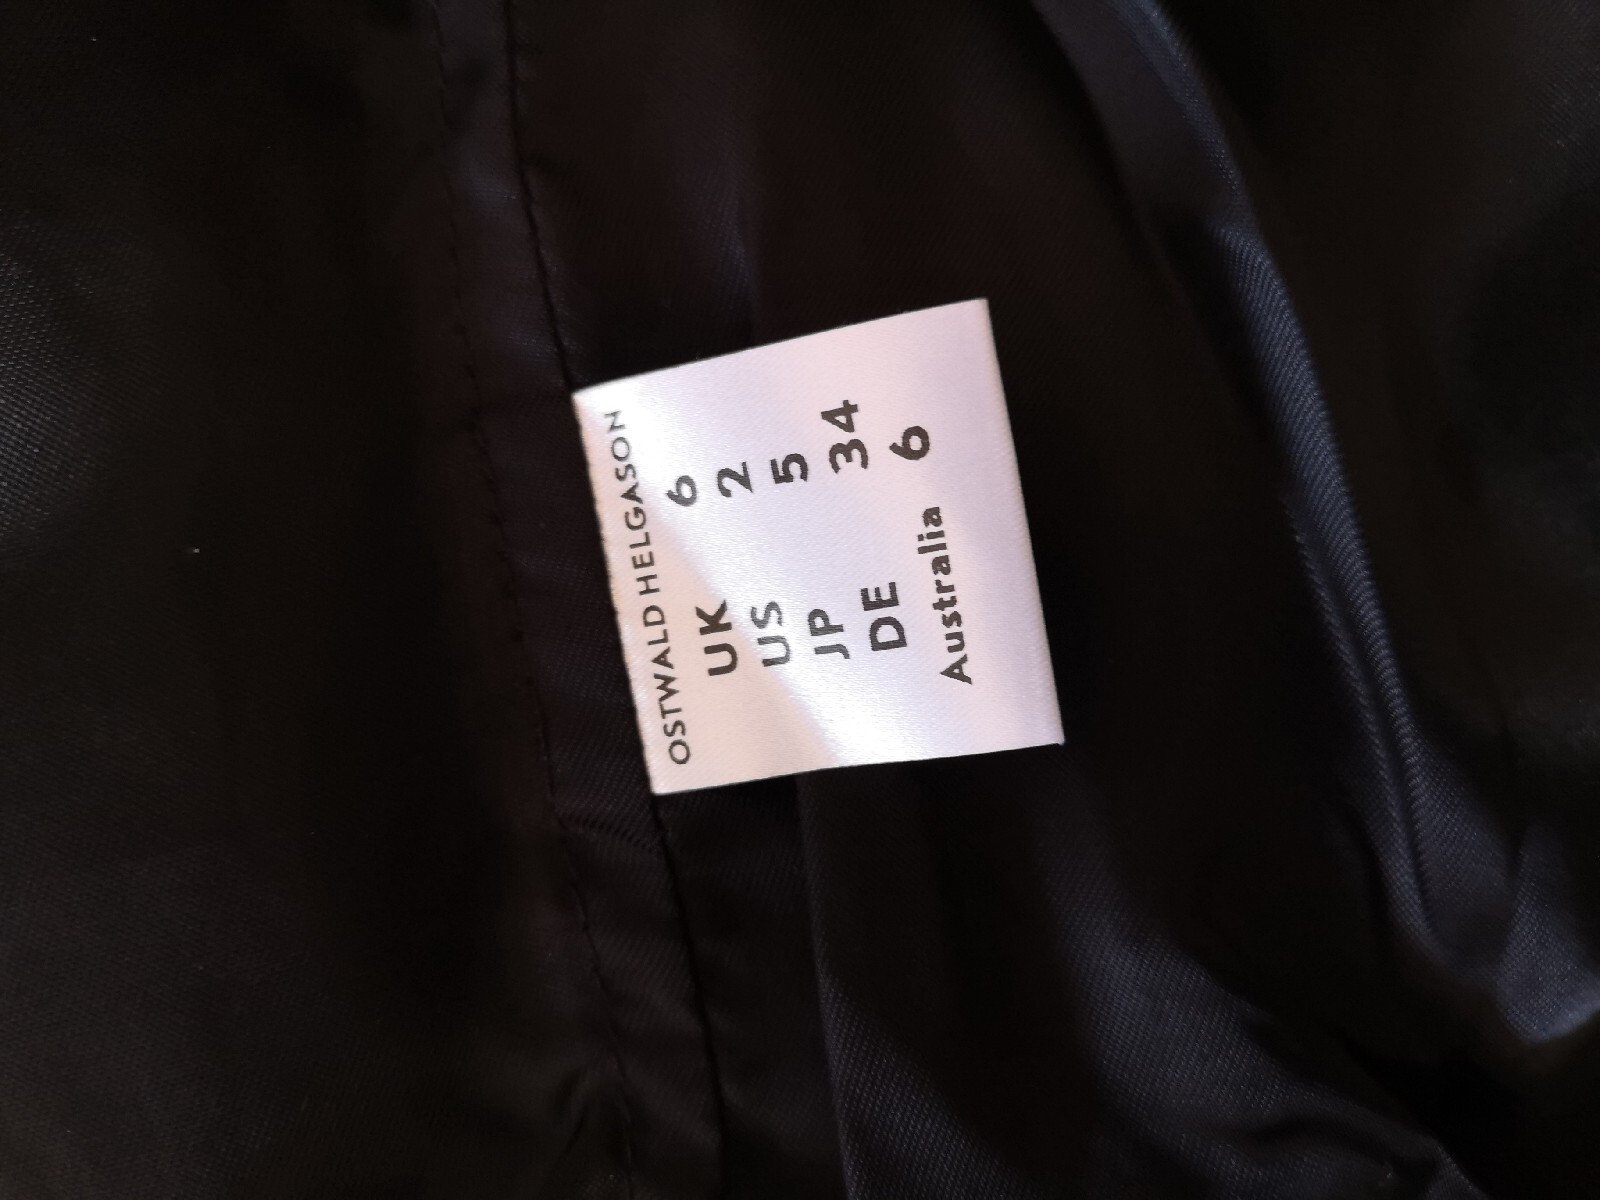 OSTWALD HELGASON
UK 6
US 2
JP 5
DE 34
Australia 6